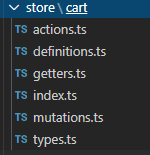 store \ cart
TS actions.ts
TS definitions.ts
TS getters.ts
TS index.ts
TS mutations.ts
TS types.ts